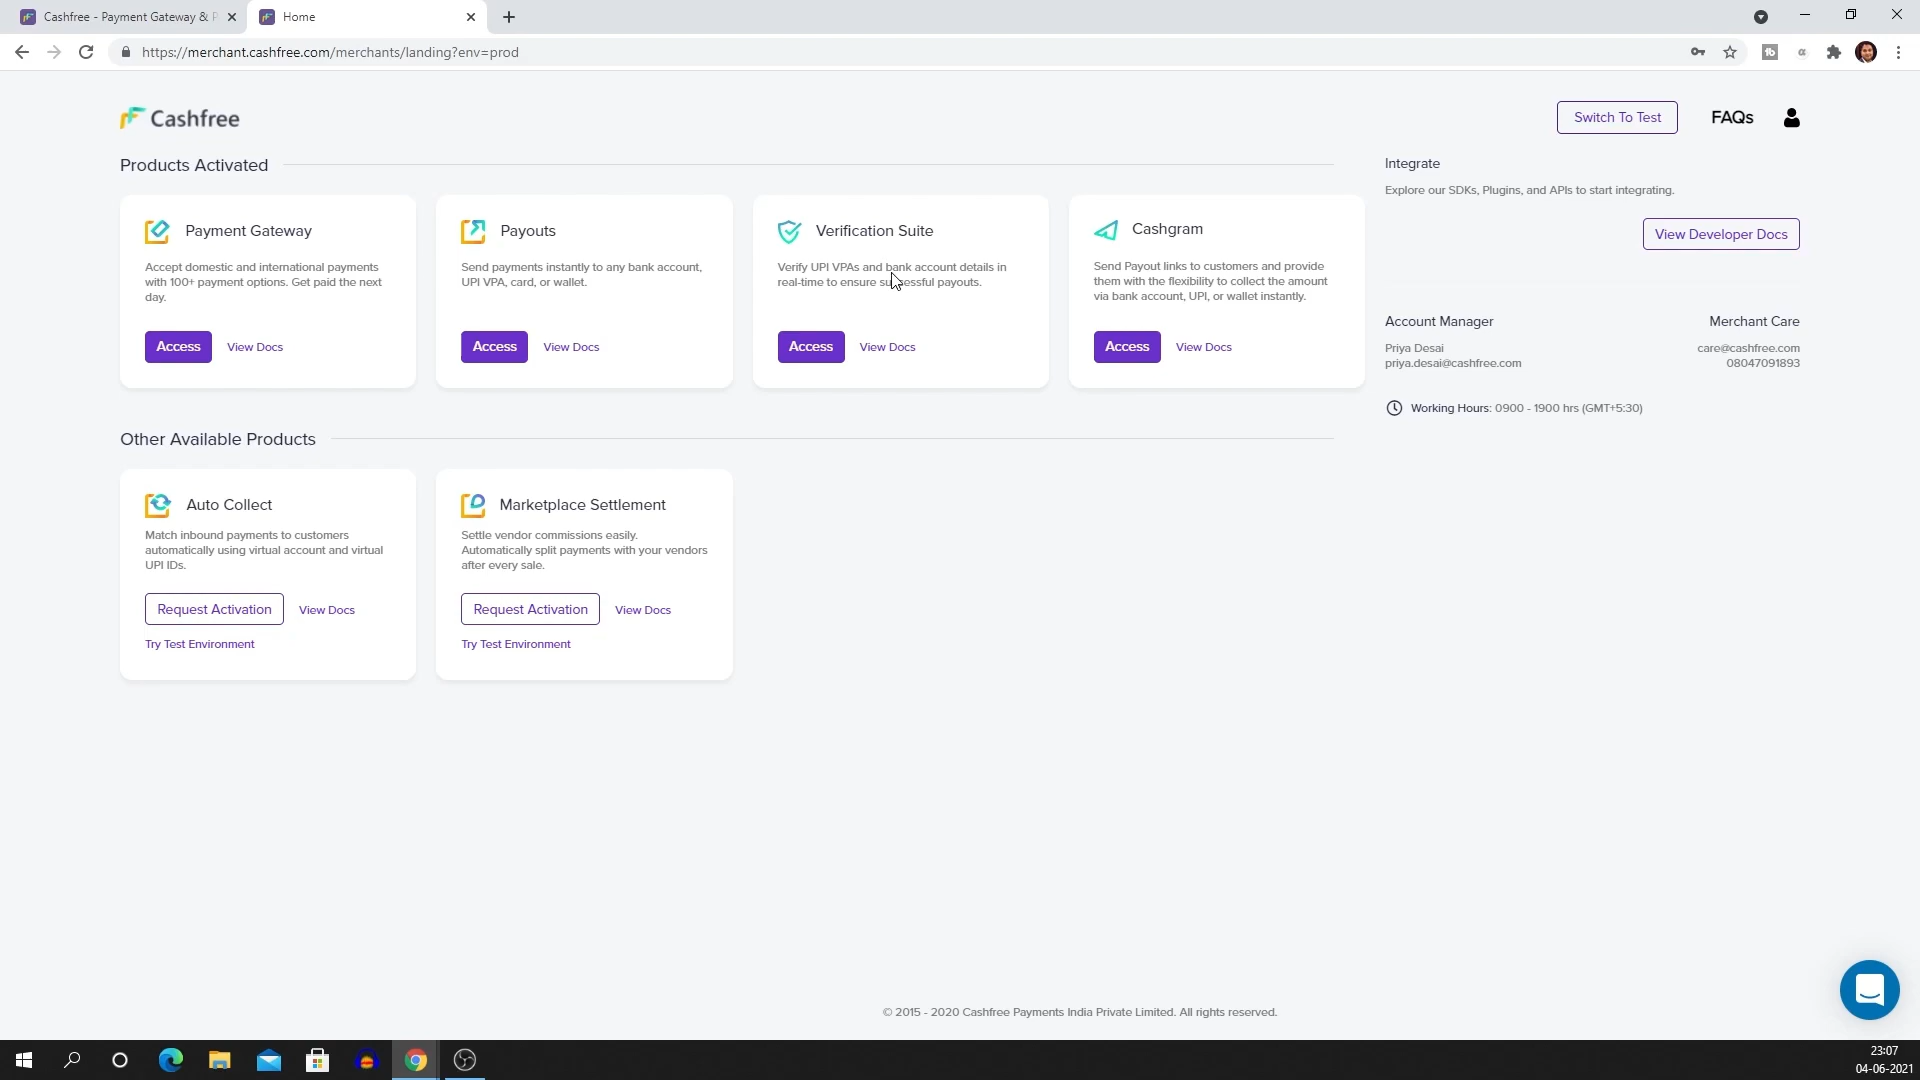 Cashfree - Payment Gateway & P
Home
https://merchant.cashfree.com/merchants/landing?env=prod
Cashfree
Switch To Test
FAQs
Products Activated
Payment Gateway
Accept domestic and international payments
with 100+ payment options. Get paid the next
day.
Access
View Docs
Payouts
Send payments instantly to any bank account,
UPI VPA, card, or wallet.
Access
View Docs
Verification Suite
Verify UPI VPAs and bank account details in
real-time to ensure successful payouts.
Access
View Docs
Cashgram
Send Payout links to customers and provide
them with the flexibility to collect the amount
via bank account, UPI, or wallet instantly.
Access
View Docs
Integrate
Explore our SDKs, Plugins, and APIs to start integrating.
View Developer Docs
Account Manager
Priya Desai
priya.desai@cashfree.com
Merchant Care
care@cashfree.com
08047091893
Working Hours: 0900 - 1900 hrs (GMT+5:30)
Other Available Products
Auto Collect
Match inbound payments to customers
automatically using virtual account and virtual
UPI IDs.
Request Activation
View Docs
Try Test Environment
Marketplace Settlement
Settle vendor commissions easily.
Automatically split payments with your vendors
after every sale.
Request Activation
View Docs
Try Test Environment
© 2015 - 2020 Cashfree Payments India Private Limited. All rights reserved.
23:07
04-06-2021